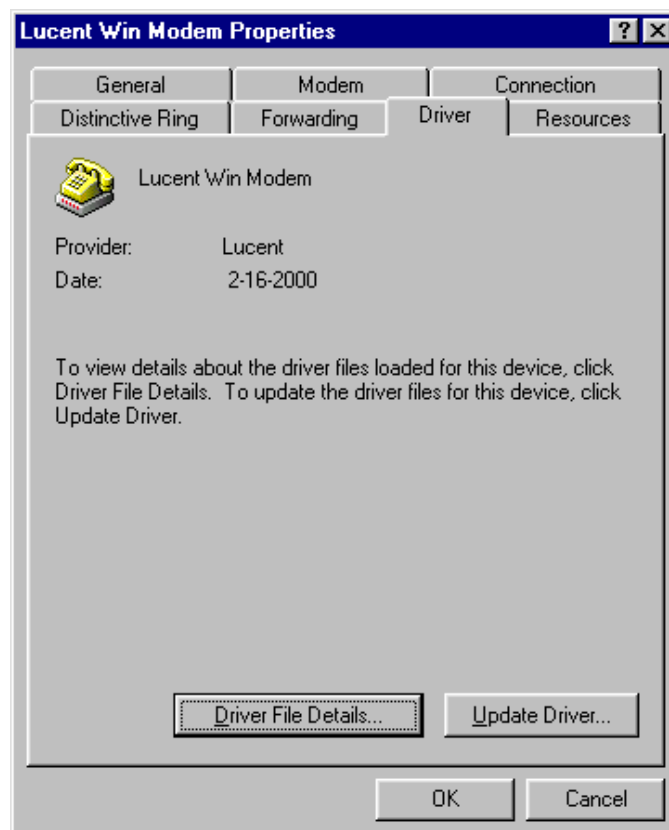 Lucent Win Modem Properties
General Modem Connection
Distinctive Ring Forwarding Driver Resources
Lucent Win Modem
Provider: Lucent
Date: 2-16-2000
To view details about the driver files loaded for this device, click
Driver File Details. To update the driver files for this device, click
Update Driver.
Driver File Details... Update Driver...
OK Cancel